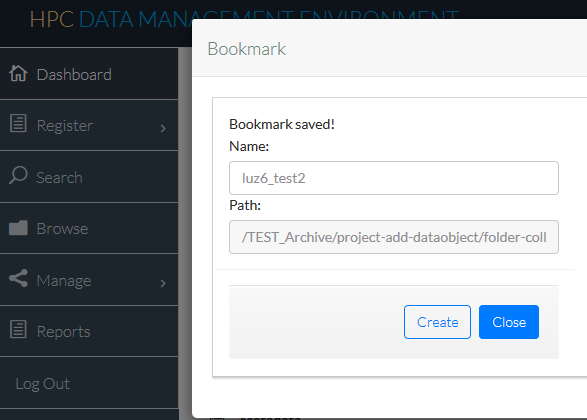 HPC DATA MANAGEMENT ENVIRONMENT
Dashboard
Register
Search
Browse
Manage
Reports
Log Out
Bookmark
Bookmark saved!
Name:
luz6_test2
Path:
/TEST_Archive/project-add-dataobject/folder-coll
Create
Close
Metadata